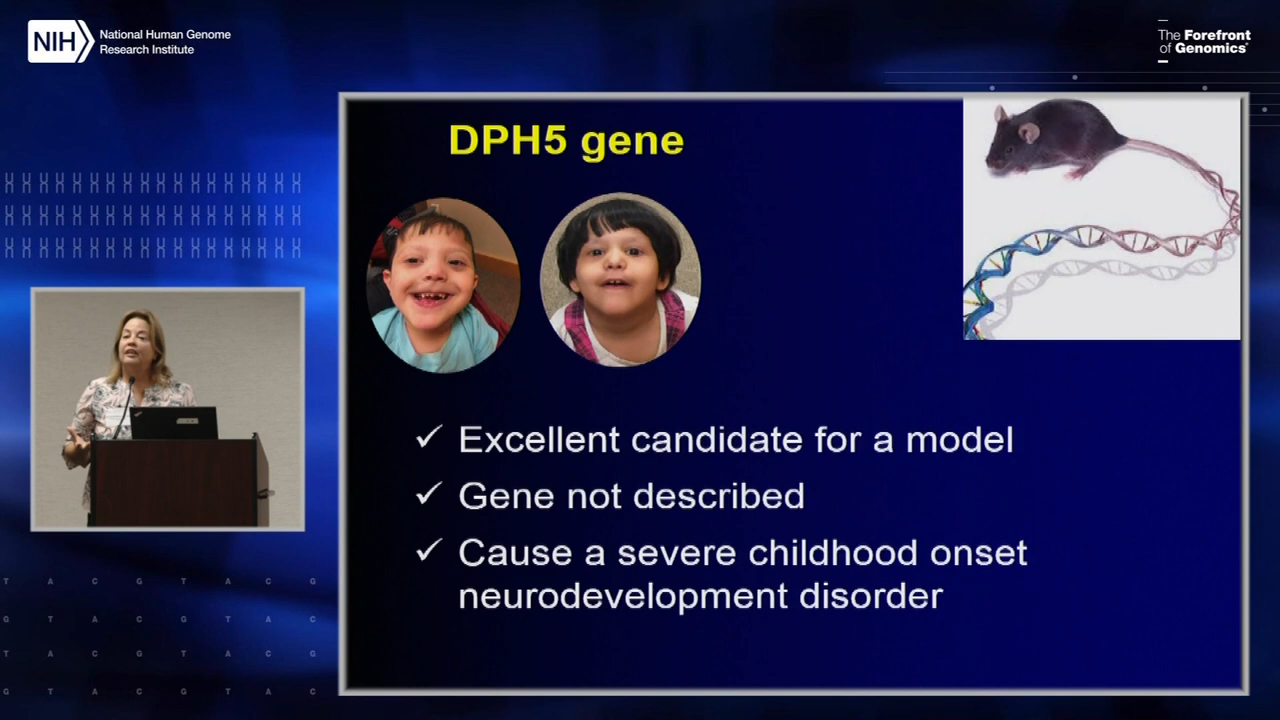 NIH
National Human Genome
Research Institute
The Forefront
of Genomics®
DPH5 gene
✓ Excellent candidate for a model
✓ Gene not described
✓ Cause a severe childhood onset
neurodevelopment disorder
T A C G T A C G
G T A C G T A C
T A C G T A C G
G T A C G T A C